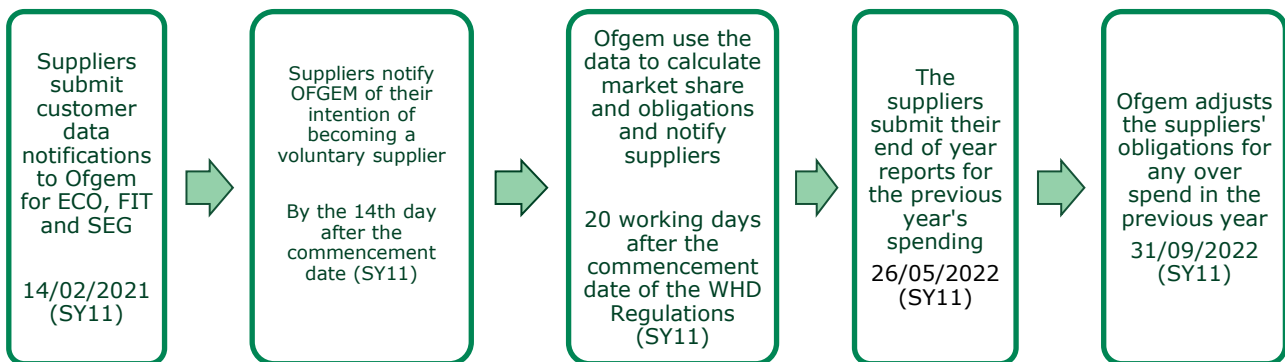 Suppliers
submit
customer
data
notifications
to Ofgem
for ECO, FIT
and SEG
14/02/2021
(SY11)
Suppliers notify
OFGEM of their
intention of
becoming a
voluntary supplier
By the 14th day
after the
commencement
date (SY11)
Ofgem use the
data to calculate
market share
and obligations
and notify
suppliers
20 working days
after the
commencement
date of the WHD
Regulations
(SY11)
The
suppliers
submit their
end of year
reports for
the previous
year's
spending
26/05/2022
(SY11)
Ofgem adjusts
the suppliers'
obligations for
any over
spend in the
previous year
31/09/2022
(SY11)